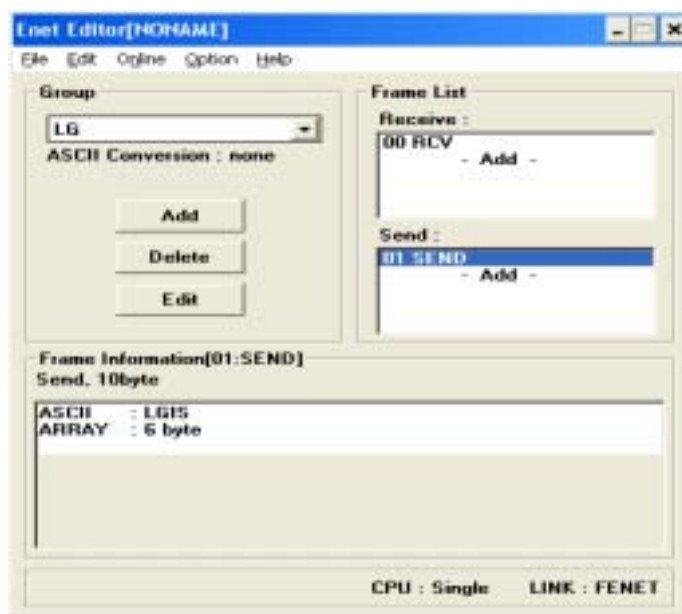 Enet Editor[NONAME]
File Edit Online Option Help
Group
LG
ASCII Conversion : none
Add
Delete
Edit
Frame List
Receive :
00 RCV
- Add -
Send :
01 SEND
- Add -
Frame Information[01:SEND]
Send, 10byte
ASCII : LGIS
ARRAY : 6 byte
CPU : Single LINK : FENET